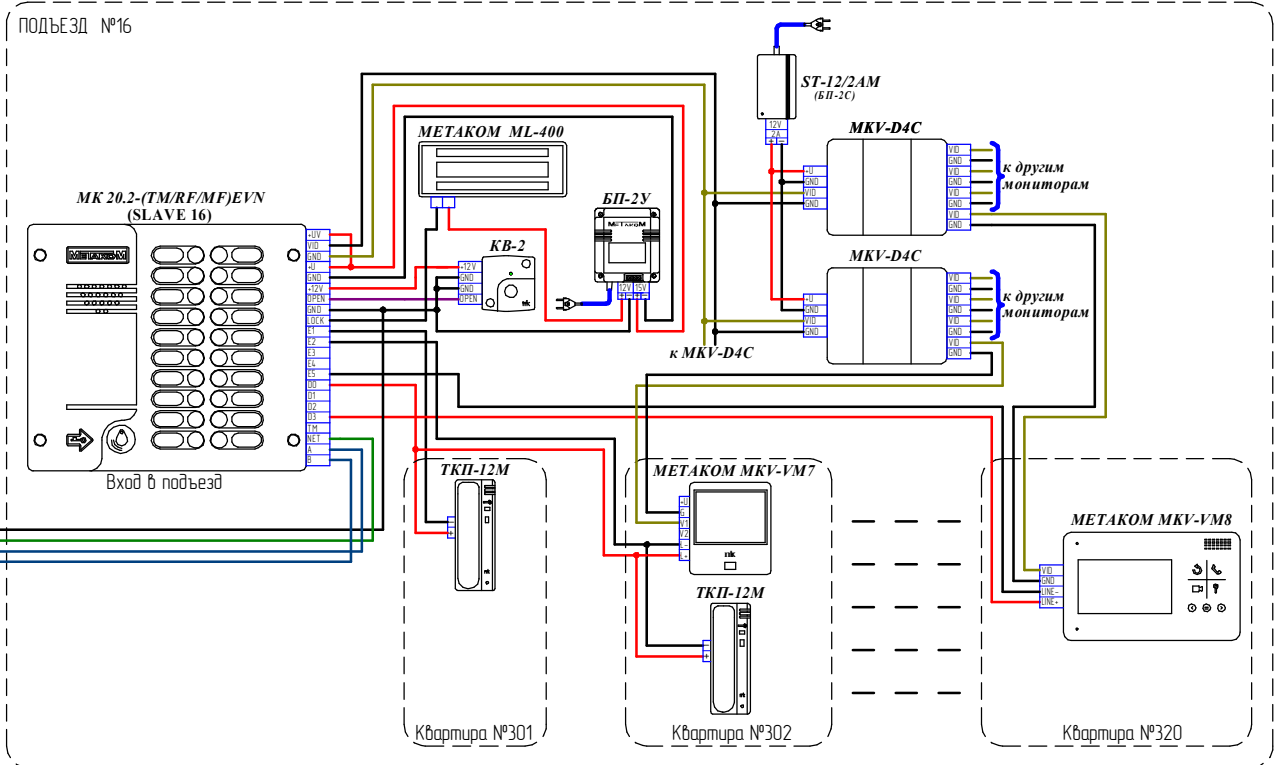 ПОДЪЕЗД №16
ST-12/2АМ
(БП-2С)
12V
2A
+ −
MKV-D4C
+U
GND
VID
GND
VID
GND
VID
GND
VID
GND
VID
GND
к другим
мониторам
МЕТАКОМ ML-400
БП-2У
МЕТАКОМ
12V 15V
+ − + −
МК 20.2-(TM/RF/MF)EVN
(SLAVE 16)
МЕТАКОМ
+UV
VID
GND
+U
GND
+12V
OPEN
GND
LOCK
E1
E2
E3
E4
E5
D0
D1
D2
D3
TM
NET
A
B
Вход в подъезд
КВ-2
+12V
GND
GND
OPEN
mk
MKV-D4C
+U
GND
VID
GND
VID
GND
VID
GND
VID
GND
VID
GND
к другим
мониторам
к MKV-D4C
ТКП-12М
−
+
Квартира №301
МЕТАКОМ MKV-VM7
+U
G
V1
V2
L-
L+
mk
ТКП-12М
−
+
Квартира №302
МЕТАКОМ MKV-VM8
VID
GND
LINE-
LINE+
Квартира №320